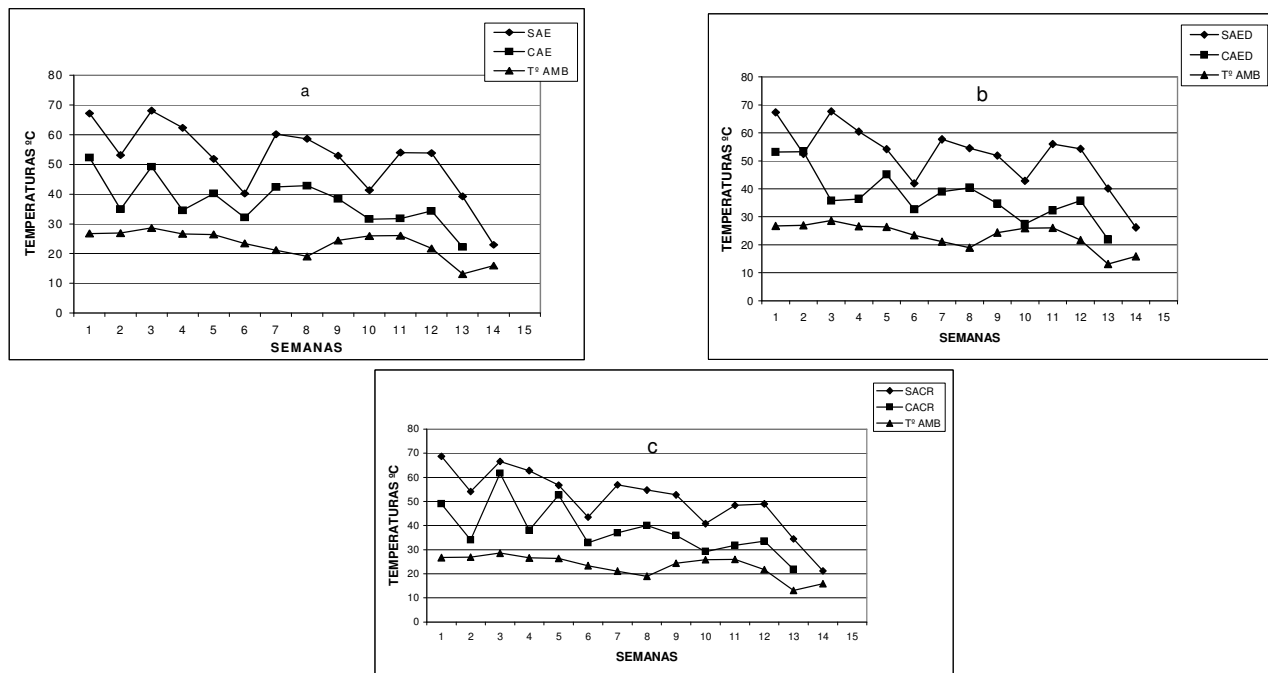 SAE
CAE
Tº AMB
a
80
70
60
50
40
30
20
10
0
TEMPERATURAS ºC
1 2 3 4 5 6 7 8 9 10 11 12 13 14 15
SEMANAS
SAED
CAED
Tº AMB
b
80
70
60
50
40
30
20
10
0
TEMPERATURAS ºC
1 2 3 4 5 6 7 8 9 10 11 12 13 14 15
SEMANAS
SACR
CACR
Tº AMB
c
80
70
60
50
40
30
20
10
0
TEMPERATURAS ºC
1 2 3 4 5 6 7 8 9 10 11 12 13 14 15
SEMANAS